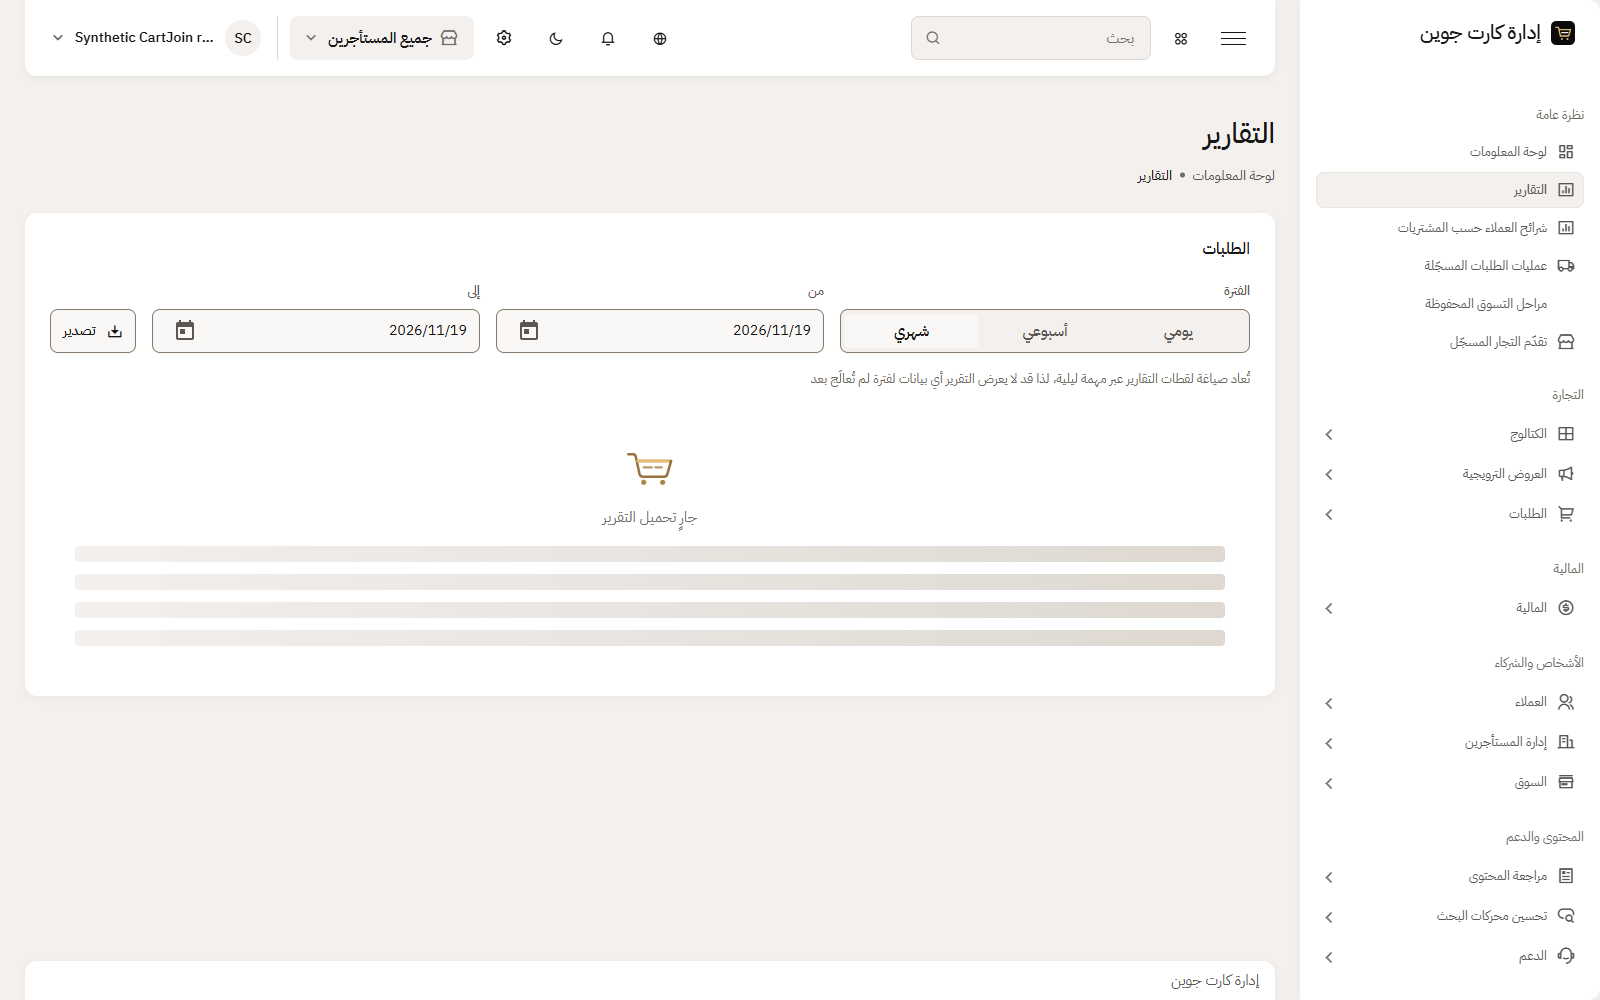 إدارة كارت جوين
نظرة عامة
لوحة المعلومات
التقارير
شرائح العملاء حسب المشتريات
عمليات الطلبات المسجّلة
مراحل التسوق المحفوظة
تقدّم التجار المسجّل
التجارة
الكتالوج
العروض الترويجية
الطلبات
المالية
المالية
الأشخاص والشركاء
العملاء
إدارة المستأجرين
السوق
المحتوى والدعم
مراجعة المحتوى
تحسين محركات البحث
الدعم
بحث
جميع المستأجرين
SC
Synthetic CartJoin r...
التقارير
لوحة المعلومات • التقارير
الطلبات
الفترة
من
إلى
يومي
أسبوعي
شهري
2026/11/19
2026/11/19
تصدير
تُعاد صياغة لقطات التقارير عبر مهمة ليلية، لذا قد لا يعرض التقرير أي بيانات لفترة لم تُعالَج بعد
جارٍ تحميل التقرير
إدارة كارت جوين